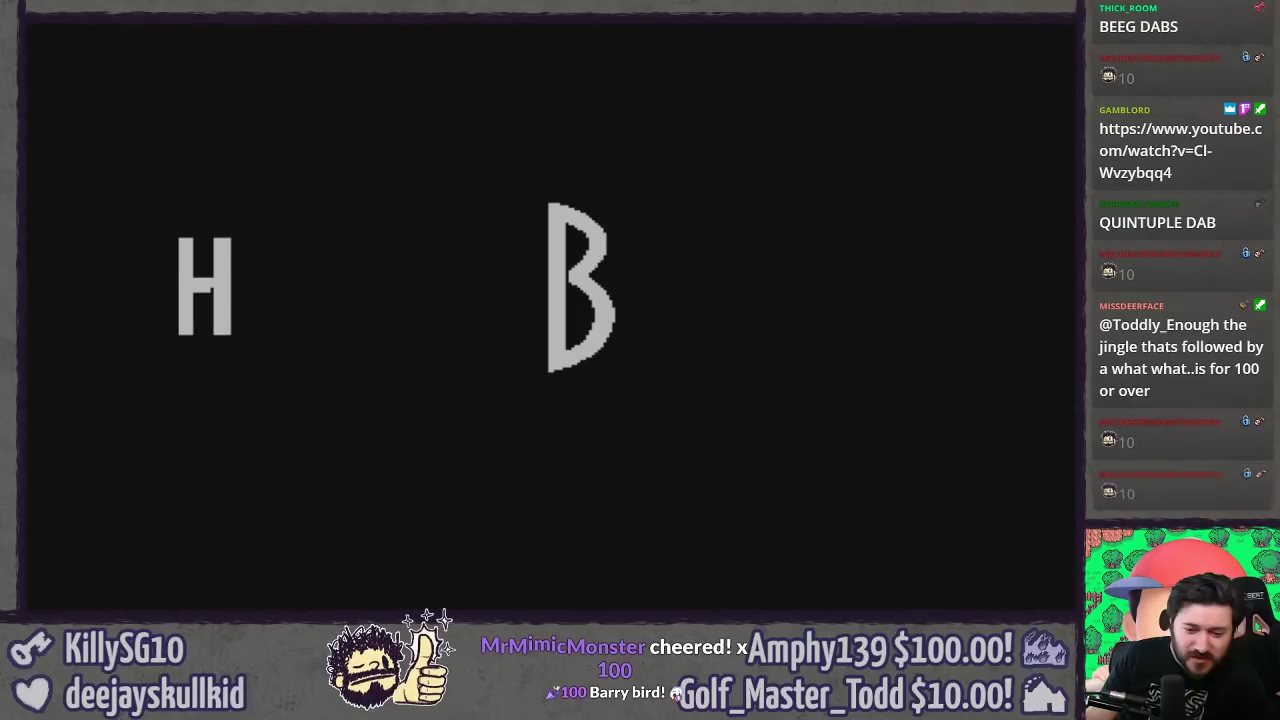 H
B
THICK_ROOM
BEEG DABS
10
GAMBLORD
https://www.youtube.c
om/watch?v=Cl-
Wvzybqq4
QUINTUPLE DAB
10
MISSDEERFACE
@Toddly_Enough the
jingle thats followed by
a what what..is for 100
or over
10
10
KillySG10
deejayskullkid
MrMimicMonster cheered! x
100
100 Barry bird!
Amphy139 $100.00!
Golf_Master_Todd $10.00!